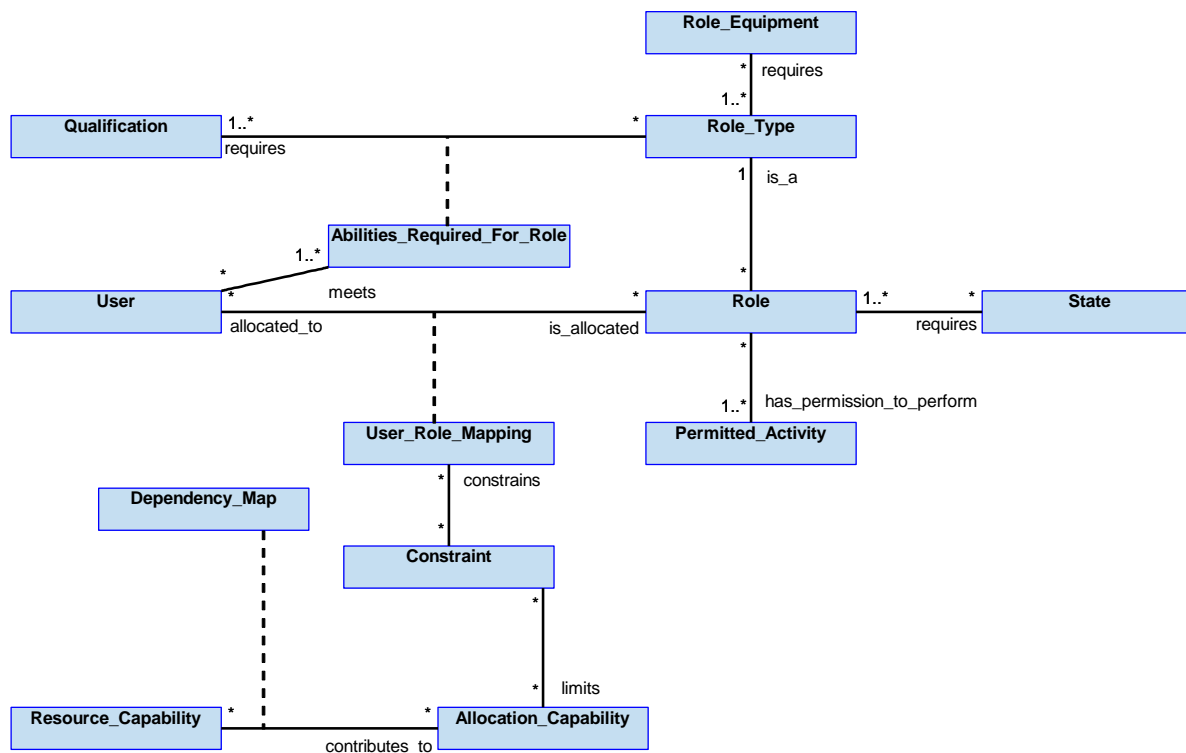 Role_Equipment
* requires
1..*
Qualification 1..* * Role_Type
requires
1 is_a
Abilities_Required_For_Role
1..*
* *
User * meets * Role 1..* * State
allocated_to is_allocated requires
*
has_permission_to_perform
1..*
User_Role_Mapping Permitted_Activity
* constrains
Dependency_Map
*
Constraint
*
* limits
Resource_Capability * * Allocation_Capability
contributes_to